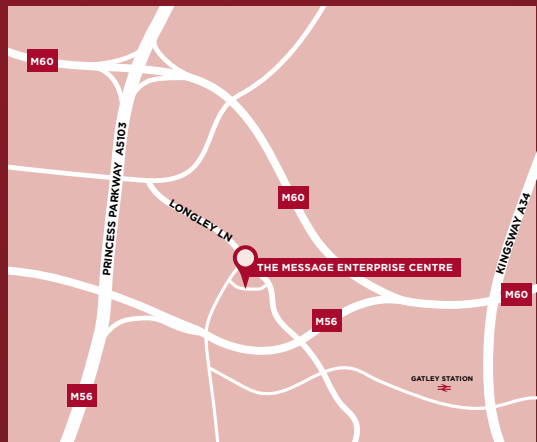 M60
PRINCESS PARKWAY A5103
LONGLEY LN
M60
KINGSWAY A34
THE MESSAGE ENTERPRISE CENTRE
M60
M56
GATLEY STATION
M56